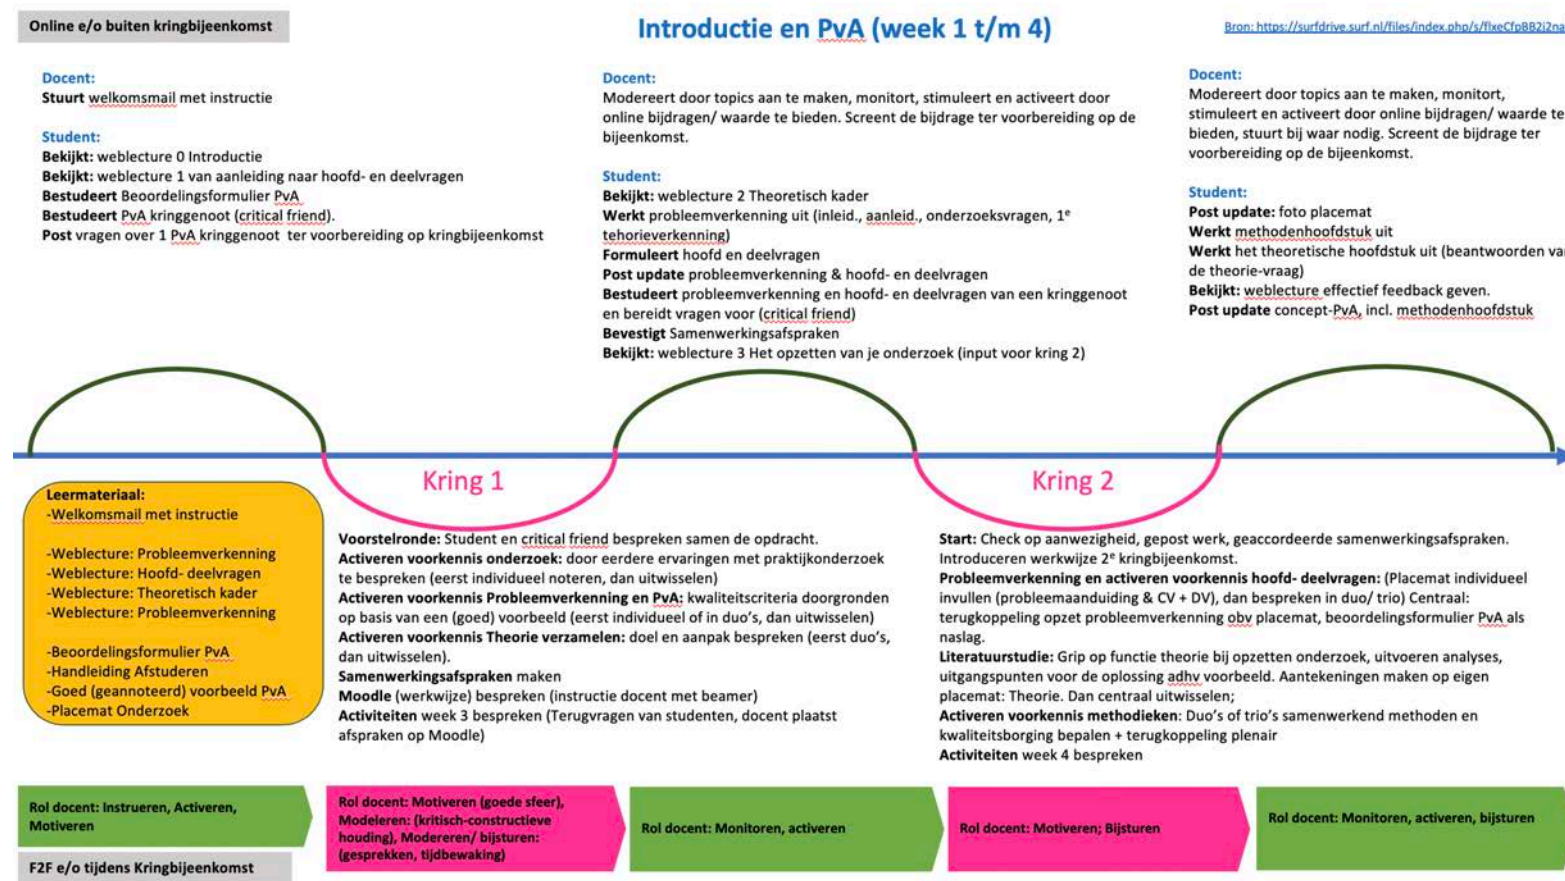 Online e/o buiten kringbijeenkomst
Introductie en PvA (week 1 t/m 4)
Bron: https://surfdrive.surf.nl/files/index.php/s/
Docent:
Stuurt welkomsmail met instructie
Student:
Bekijkt: weblecture 0 Introductie
Bekijkt: weblecture 1 van aanleiding naar hoofd- en deelvragen
Bestudeert Beoordelingsformulier PvA
Bestudeert PvA kringgenoot (critical friend).
Post vragen over 1 PvA kringgenoot ter voorbereiding op kringbijeenkomst
Docent:
Modereert door topics aan te maken, monitort, stimuleert en activeert door
online bijdragen/ waarde te bieden. Screent de bijdrage ter voorbereiding op de
bijeenkomst.
Student:
Bekijkt: weblecture 2 Theoretisch kader
Werkt probleemverkenning uit (inleid., aanleid., onderzoeksvragen, 1e
tehorieverkenning)
Formuleert hoofd en deelvragen
Post update probleemverkenning & hoofd- en deelvragen
Bestudeert probleemverkenning en hoofd- en deelvragen van een kringgenoot
en bereidt vragen voor (critical friend)
Bevestigt Samenwerkingsafspraken
Bekijkt: weblecture 3 Het opzetten van je onderzoek (input voor kring 2)
Docent:
Modereert door topics aan te maken, monitort,
stimuleert en activeert door online bijdragen/ waarde te
bieden, stuurt bij waar nodig. Screent de bijdrage ter
voorbereiding op de bijeenkomst.
Student:
Post update: foto placemat
Werkt methodenhoofdstuk uit
Werkt het theoretische hoofdstuk uit (beantwoorden va
de theorie-vraag)
Bekijkt: weblecture effectief feedback geven.
Post update concept-PvA, incl. methodenhoofdstuk
Kring 1
Kring 2
Leermateriaal:
-Welkomsmail met instructie
-Weblecture: Probleemverkenning
-Weblecture: Hoofd- deelvragen
-Weblecture: Theoretisch kader
-Weblecture: Probleemverkenning
-Beoordelingsformulier PvA
-Handleiding Afstuderen
-Goed (geannoteerd) voorbeeld PvA
-Placemat Onderzoek
Voorstelronde: Student en critical friend bespreken samen de opdracht.
Activeren voorkennis onderzoek: door eerdere ervaringen met praktijkonderzoek
te bespreken (eerst individueel noteren, dan uitwisselen)
Activeren voorkennis Probleemverkenning en PvA: kwaliteitscriteria doorgronden
op basis van een (goed) voorbeeld (eerst individueel of in duo's, dan uitwisselen)
Activeren voorkennis Theorie verzamelen: doel en aanpak bespreken (eerst duo's,
dan uitwisselen).
Samenwerkingsafspraken maken
Moodle (werkwijze) bespreken (instructie docent met beamer)
Activiteiten week 3 bespreken (Terugvragen van studenten, docent plaatst
afspraken op Moodle)
Start: Check op aanwezigheid, gepost werk, geaccordeerde samenwerkingsafspraken.
Introduceren werkwijze 2e kringbijeenkomst.
Probleemverkenning en activeren voorkennis hoofd- deelvragen: (Placemat individueel
invullen (probleemaanduiding & CV + DV), dan bespreken in duo/ trio) Centraal:
terugkoppeling opzet probleemverkenning obv placemat, beoordelingsformulier PvA als
naslag.
Literatuurstudie: Grip op functie theorie bij opzetten onderzoek, uitvoeren analyses,
uitgangspunten voor de oplossing adhv voorbeeld. Aantekeningen maken op eigen
placemat: Theorie. Dan centraal uitwisselen;
Activeren voorkennis methodieken: Duo's of trio's samenwerkend methoden en
kwaliteitsborging bepalen + terugkoppeling plenair
Activiteiten week 4 bespreken
Rol docent: Instrueren, Activeren,
Motiveren
Rol docent: Motiveren (goede sfeer),
Modeleren: (kritisch-constructieve
houding), Modereren/ bijsturen:
(gesprekken, tijdbewaking)
Rol docent: Monitoren, activeren
Rol docent: Motiveren; Bijsturen
Rol docent: Monitoren, activeren, bijsturen
F2F e/o tijdens Kringbijeenkomst